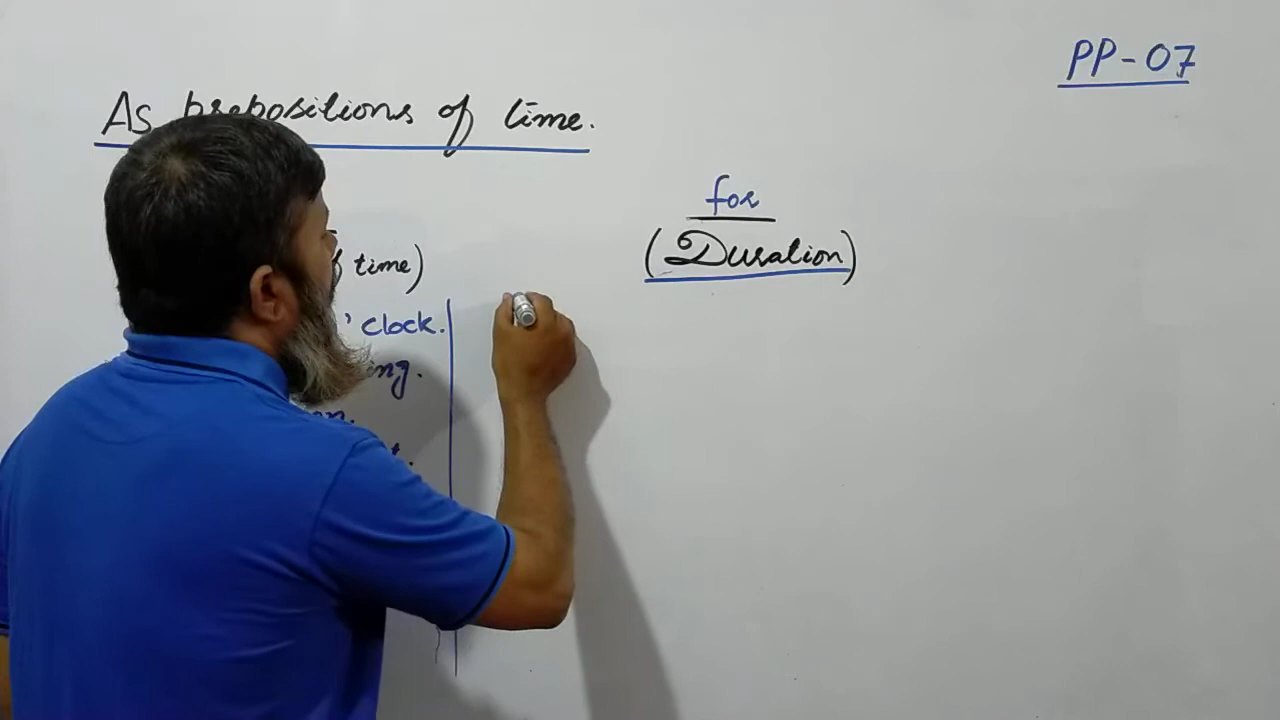 PP-07
As prepositions of time.
for
(Duration)
time)
' clock.